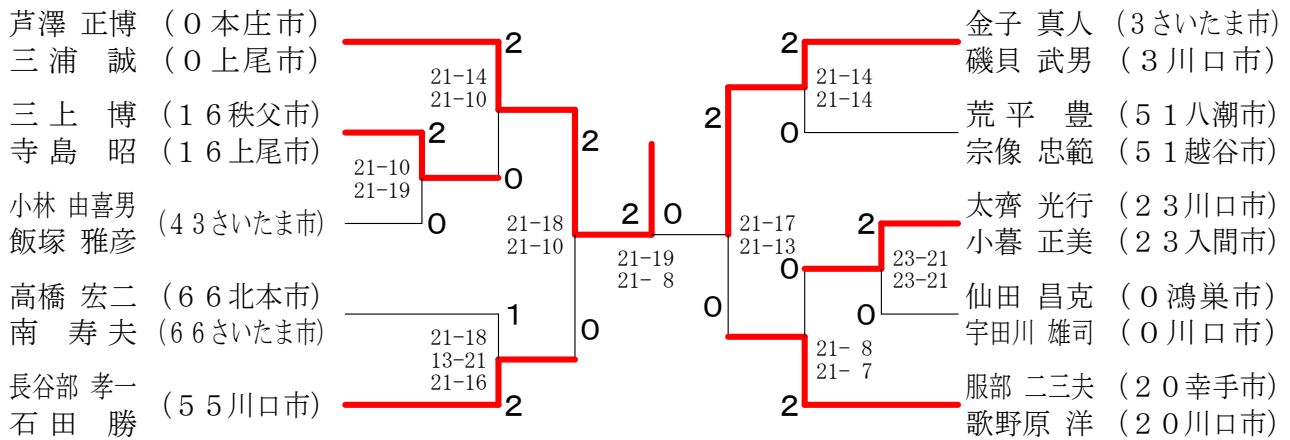 芦澤 正博 (０本庄市)
三浦 誠 (０上尾市)
三上 博 (１６秩父市)
寺島 昭 (１６上尾市)
小林 由喜男
飯塚 雅彦
(４３さいたま市)
高橋 宏二 (６６北本市)
南 寿夫 (６６さいたま市)
長谷部 孝一
石田 勝
(５５川口市)
2
21-14
21-10
2
0
21-10
21-19
0
2
21-18
21-10
1
0
21-18
13-21
21-16
2
2 0
21-19
21- 8
2
21-14
21-14
2
0
21-17
21-13
2
0
23-21
23-21
0
0
21- 8
21- 7
2
金子 真人 (３さいたま市)
磯貝 武男 (３川口市)
荒平 豊 (５１八潮市)
宗像 忠範 (５１越谷市)
太齊 光行 (２３川口市)
小暮 正美 (２３入間市)
仙田 昌克 (０鴻巣市)
宇田川 雄司 (０川口市)
服部 二三夫 (２０幸手市)
歌野原 洋 (２０川口市)